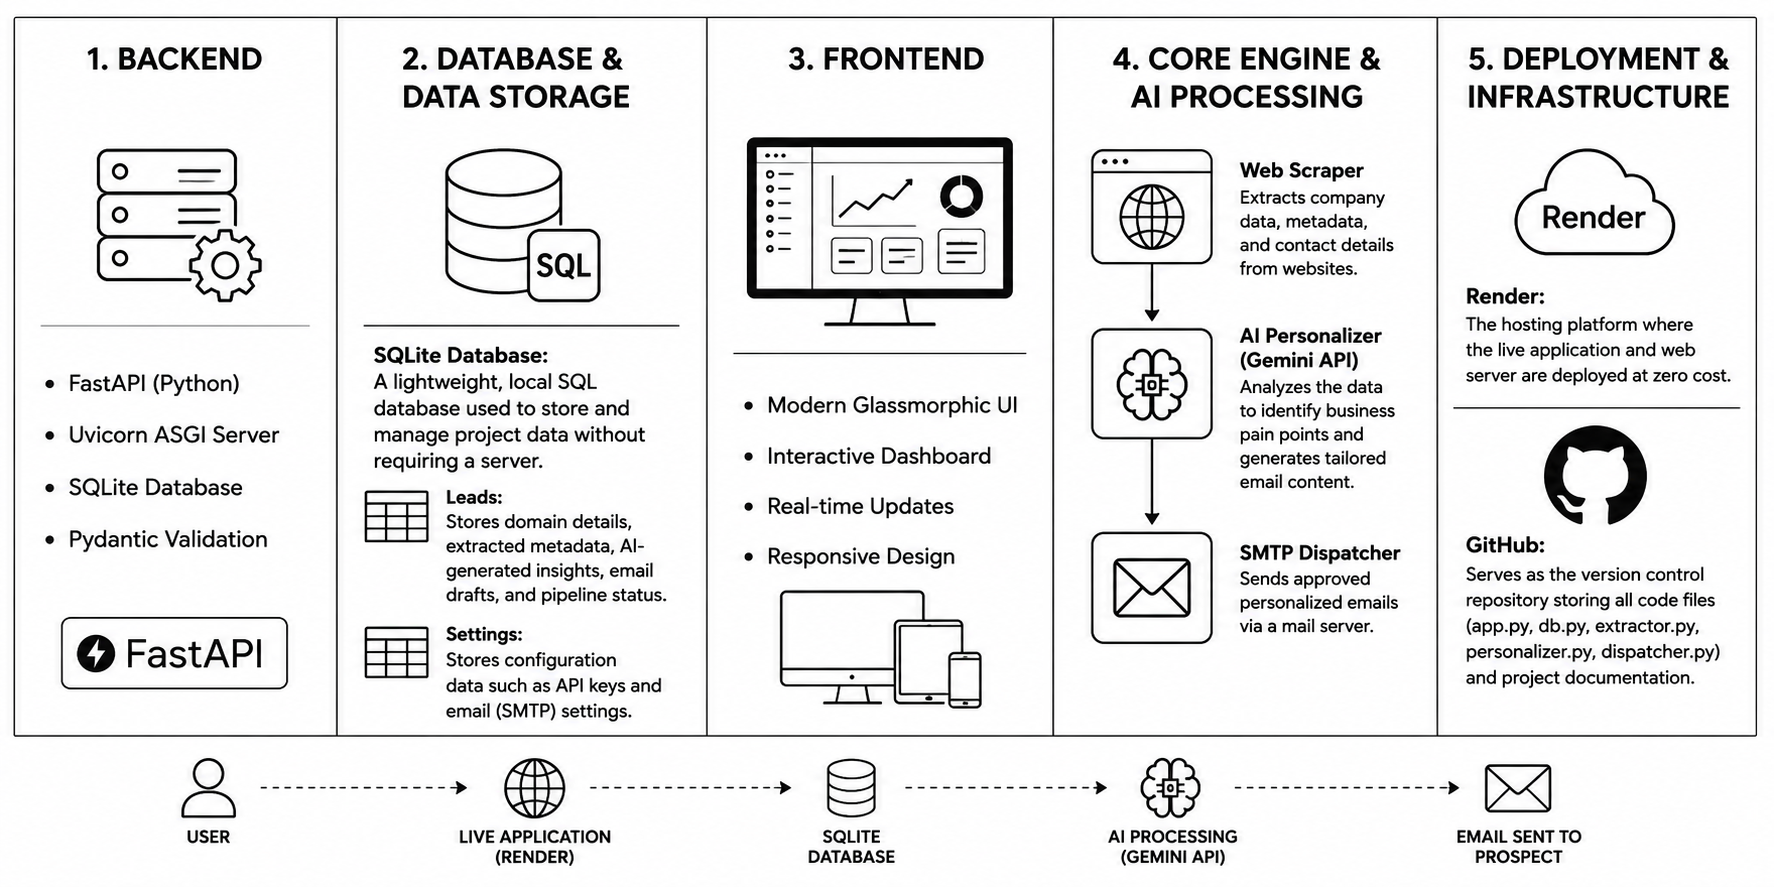 1. BACKEND
FastAPI (Python)
Uvicorn ASGI Server
SQLite Database
Pydantic Validation
FastAPI
2. DATABASE &
DATA STORAGE
SQL
SQLite Database:
A lightweight, local SQL
database used to store and
manage project data without
requiring a server.
Leads:
Stores domain details,
extracted metadata, AI-
generated insights, email
drafts, and pipeline status.
Settings:
Stores configuration
data such as API keys and
email (SMTP) settings.
3. FRONTEND
Modern Glassmorphic UI
Interactive Dashboard
Real-time Updates
Responsive Design
4. CORE ENGINE &
AI PROCESSING
Web Scraper
Extracts company
data, metadata,
and contact details
from websites.
AI Personalizer
(Gemini API)
Analyzes the data
to identify business
pain points and
generates tailored
email content.
SMTP Dispatcher
Sends approved
personalized emails
via a mail server.
5. DEPLOYMENT &
INFRASTRUCTURE
Render
Render:
The hosting platform where
the live application and web
server are deployed at zero cost.
GitHub:
Serves as the version control
repository storing all code files
(app.py, db.py, extractor.py,
personalizer.py, dispatcher.py)
and project documentation.
USER
LIVE APPLICATION
(RENDER)
SQLITE
DATABASE
AI PROCESSING
(GEMINI API)
EMAIL SENT TO
PROSPECT